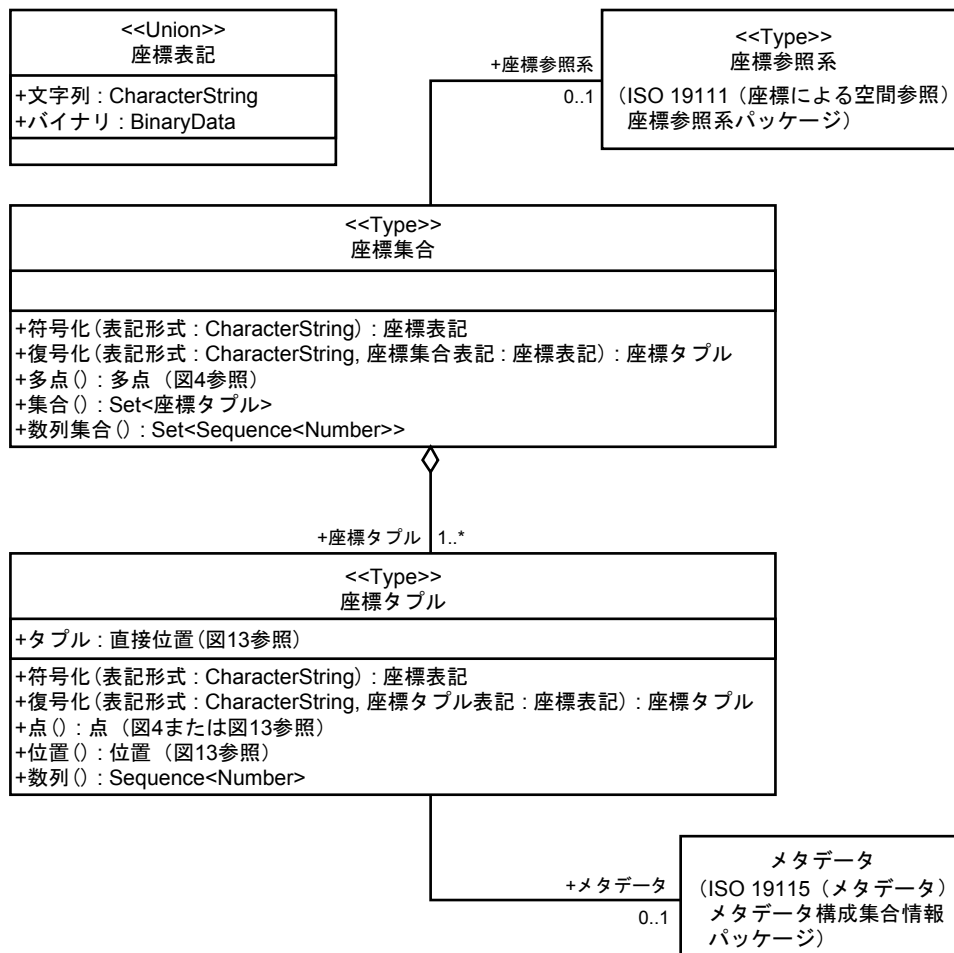 <<Union>>
座標表記
+文字列 : CharacterString
+バイナリ : BinaryData
<<Type>>
座標参照系
（ISO 19111（座標による空間参照）
座標参照系パッケージ）
+座標参照系
0..1
<<Type>>
座標集合
+符号化(表記形式 : CharacterString) : 座標表記
+復号化(表記形式 : CharacterString, 座標集合表記 : 座標表記) : 座標タプル
+多点() : 多点（図4参照）
+集合() : Set<座標タプル>
+数列集合() : Set<Sequence<Number>>
+座標タプル
1..*
<<Type>>
座標タプル
+タプル : 直接位置(図13参照)
+符号化(表記形式 : CharacterString) : 座標表記
+復号化(表記形式 : CharacterString, 座標タプル表記 : 座標表記) : 座標タプル
+点() : 点（図4または図13参照）
+位置() : 位置（図13参照）
+数列() : Sequence<Number>
+メタデータ
0..1
メタデータ
（ISO 19115（メタデータ）
メタデータ構成集合情報
パッケージ）